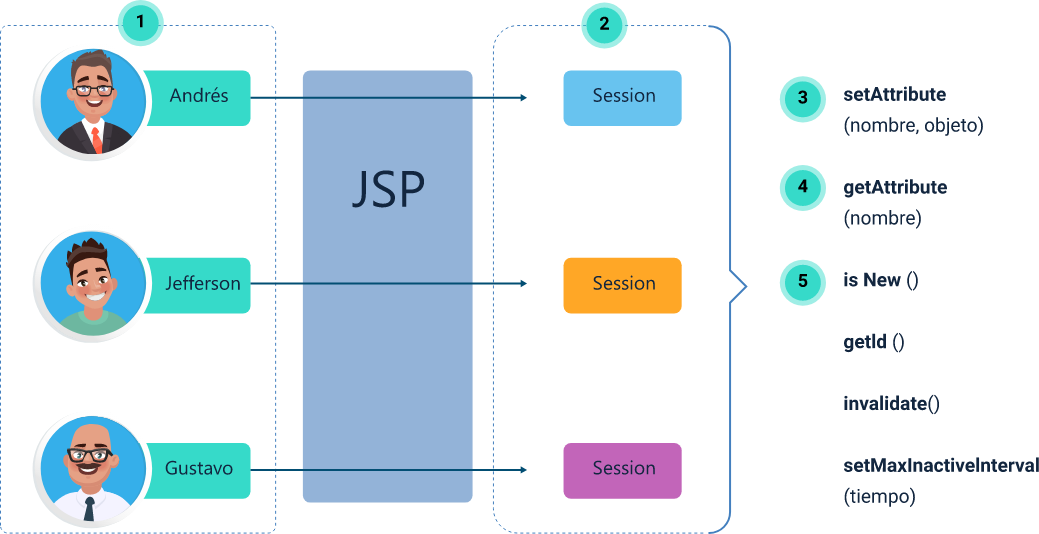 1
2
Andrés
Session
3
setAttribute
(nombre, objeto)
JSP
4
getAttribute
(nombre)
Jefferson
Session
5
is New ()
getId ()
invalidate()
Gustavo
Session
setMaxInactiveInterval
(tiempo)